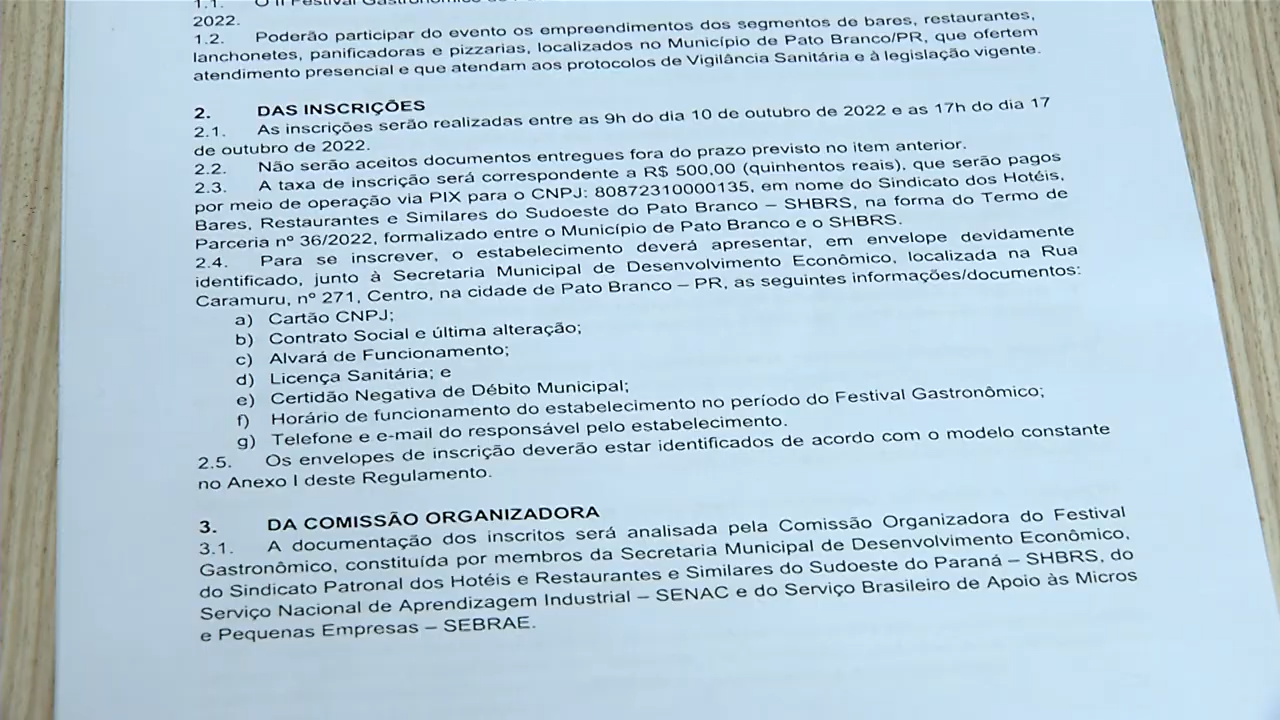 1.1. O II Festival Gastronômico
2022.
1.2. Poderão participar do evento os empreendimentos dos segmentos de bares, restaurantes,
lanchonetes, panificadoras e pizzarias, localizados no Município de Pato Branco/PR, que ofertem
atendimento presencial e que atendam aos protocolos de Vigilância Sanitária e à legislação vigente.
2. DAS INSCRIÇÕES
2.1. As inscrições serão realizadas entre as 9h do dia 10 de outubro de 2022 e as 17h do dia 17
de outubro de 2022.
2.2. Não serão aceitos documentos entregues fora do prazo previsto no item anterior.
2.3. A taxa de inscrição será correspondente a R$ 500,00 (quinhentos reais), que serão pagos
por meio de operação via PIX para o CNPJ: 80872310000135, em nome do Sindicato dos Hotéis,
Bares, Restaurantes e Similares do Sudoeste do Pato Branco – SHBRS, na forma do Termo de
Parceria nº 36/2022, formalizado entre o Município de Pato Branco e o SHBRS.
2.4. Para se inscrever, o estabelecimento deverá apresentar, em envelope devidamente
identificado, junto à Secretaria Municipal de Desenvolvimento Econômico, localizada na Rua
Caramuru, nº 271, Centro, na cidade de Pato Branco – PR, as seguintes informações/documentos:
a) Cartão CNPJ;
b) Contrato Social e última alteração;
c) Alvará de Funcionamento;
d) Licença Sanitária; e
e) Certidão Negativa de Débito Municipal;
f) Horário de funcionamento do estabelecimento no período do Festival Gastronômico;
g) Telefone e e-mail do responsável pelo estabelecimento.
2.5. Os envelopes de inscrição deverão estar identificados de acordo com o modelo constante
no Anexo I deste Regulamento.
3. DA COMISSÃO ORGANIZADORA
3.1. A documentação dos inscritos será analisada pela Comissão Organizadora do Festival
Gastronômico, constituída por membros da Secretaria Municipal de Desenvolvimento Econômico,
do Sindicato Patronal dos Hotéis e Restaurantes e Similares do Sudoeste do Paraná – SHBRS, do
Serviço Nacional de Aprendizagem Industrial – SENAC e do Serviço Brasileiro de Apoio às Micros
e Pequenas Empresas – SEBRAE.